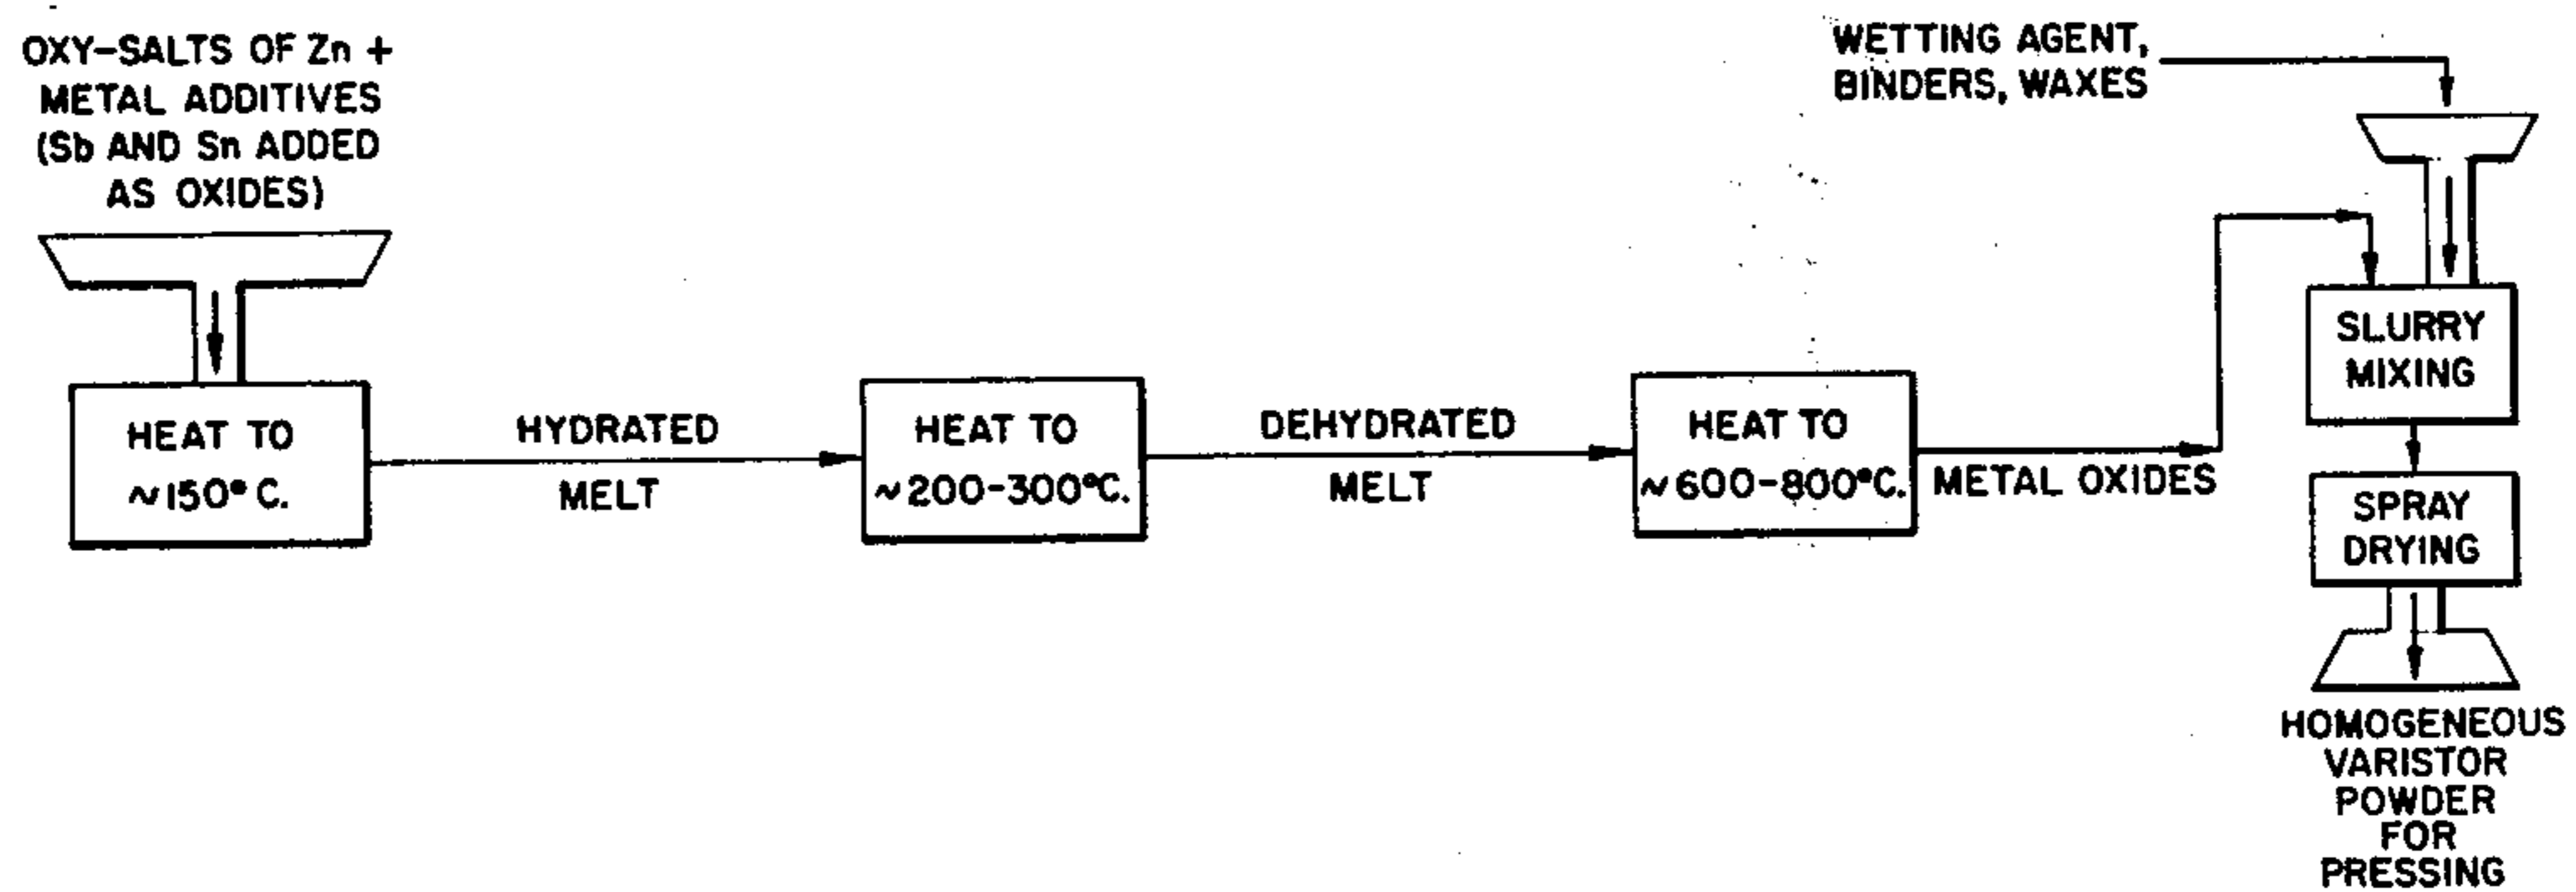 OXY-SALTS OF Zn +
METAL ADDITIVES
(Sb AND Sn ADDED
AS OXIDES)
WETTING AGENT,
BINDERS, WAXES
HEAT TO
~150° C.
HYDRATED
MELT
HEAT TO
~200-300°C.
DEHYDRATED
MELT
HEAT TO
~600-800°C.
METAL OXIDES
SLURRY
MIXING
SPRAY
DRYING
HOMOGENEOUS
VARISTOR
POWDER
FOR
PRESSING